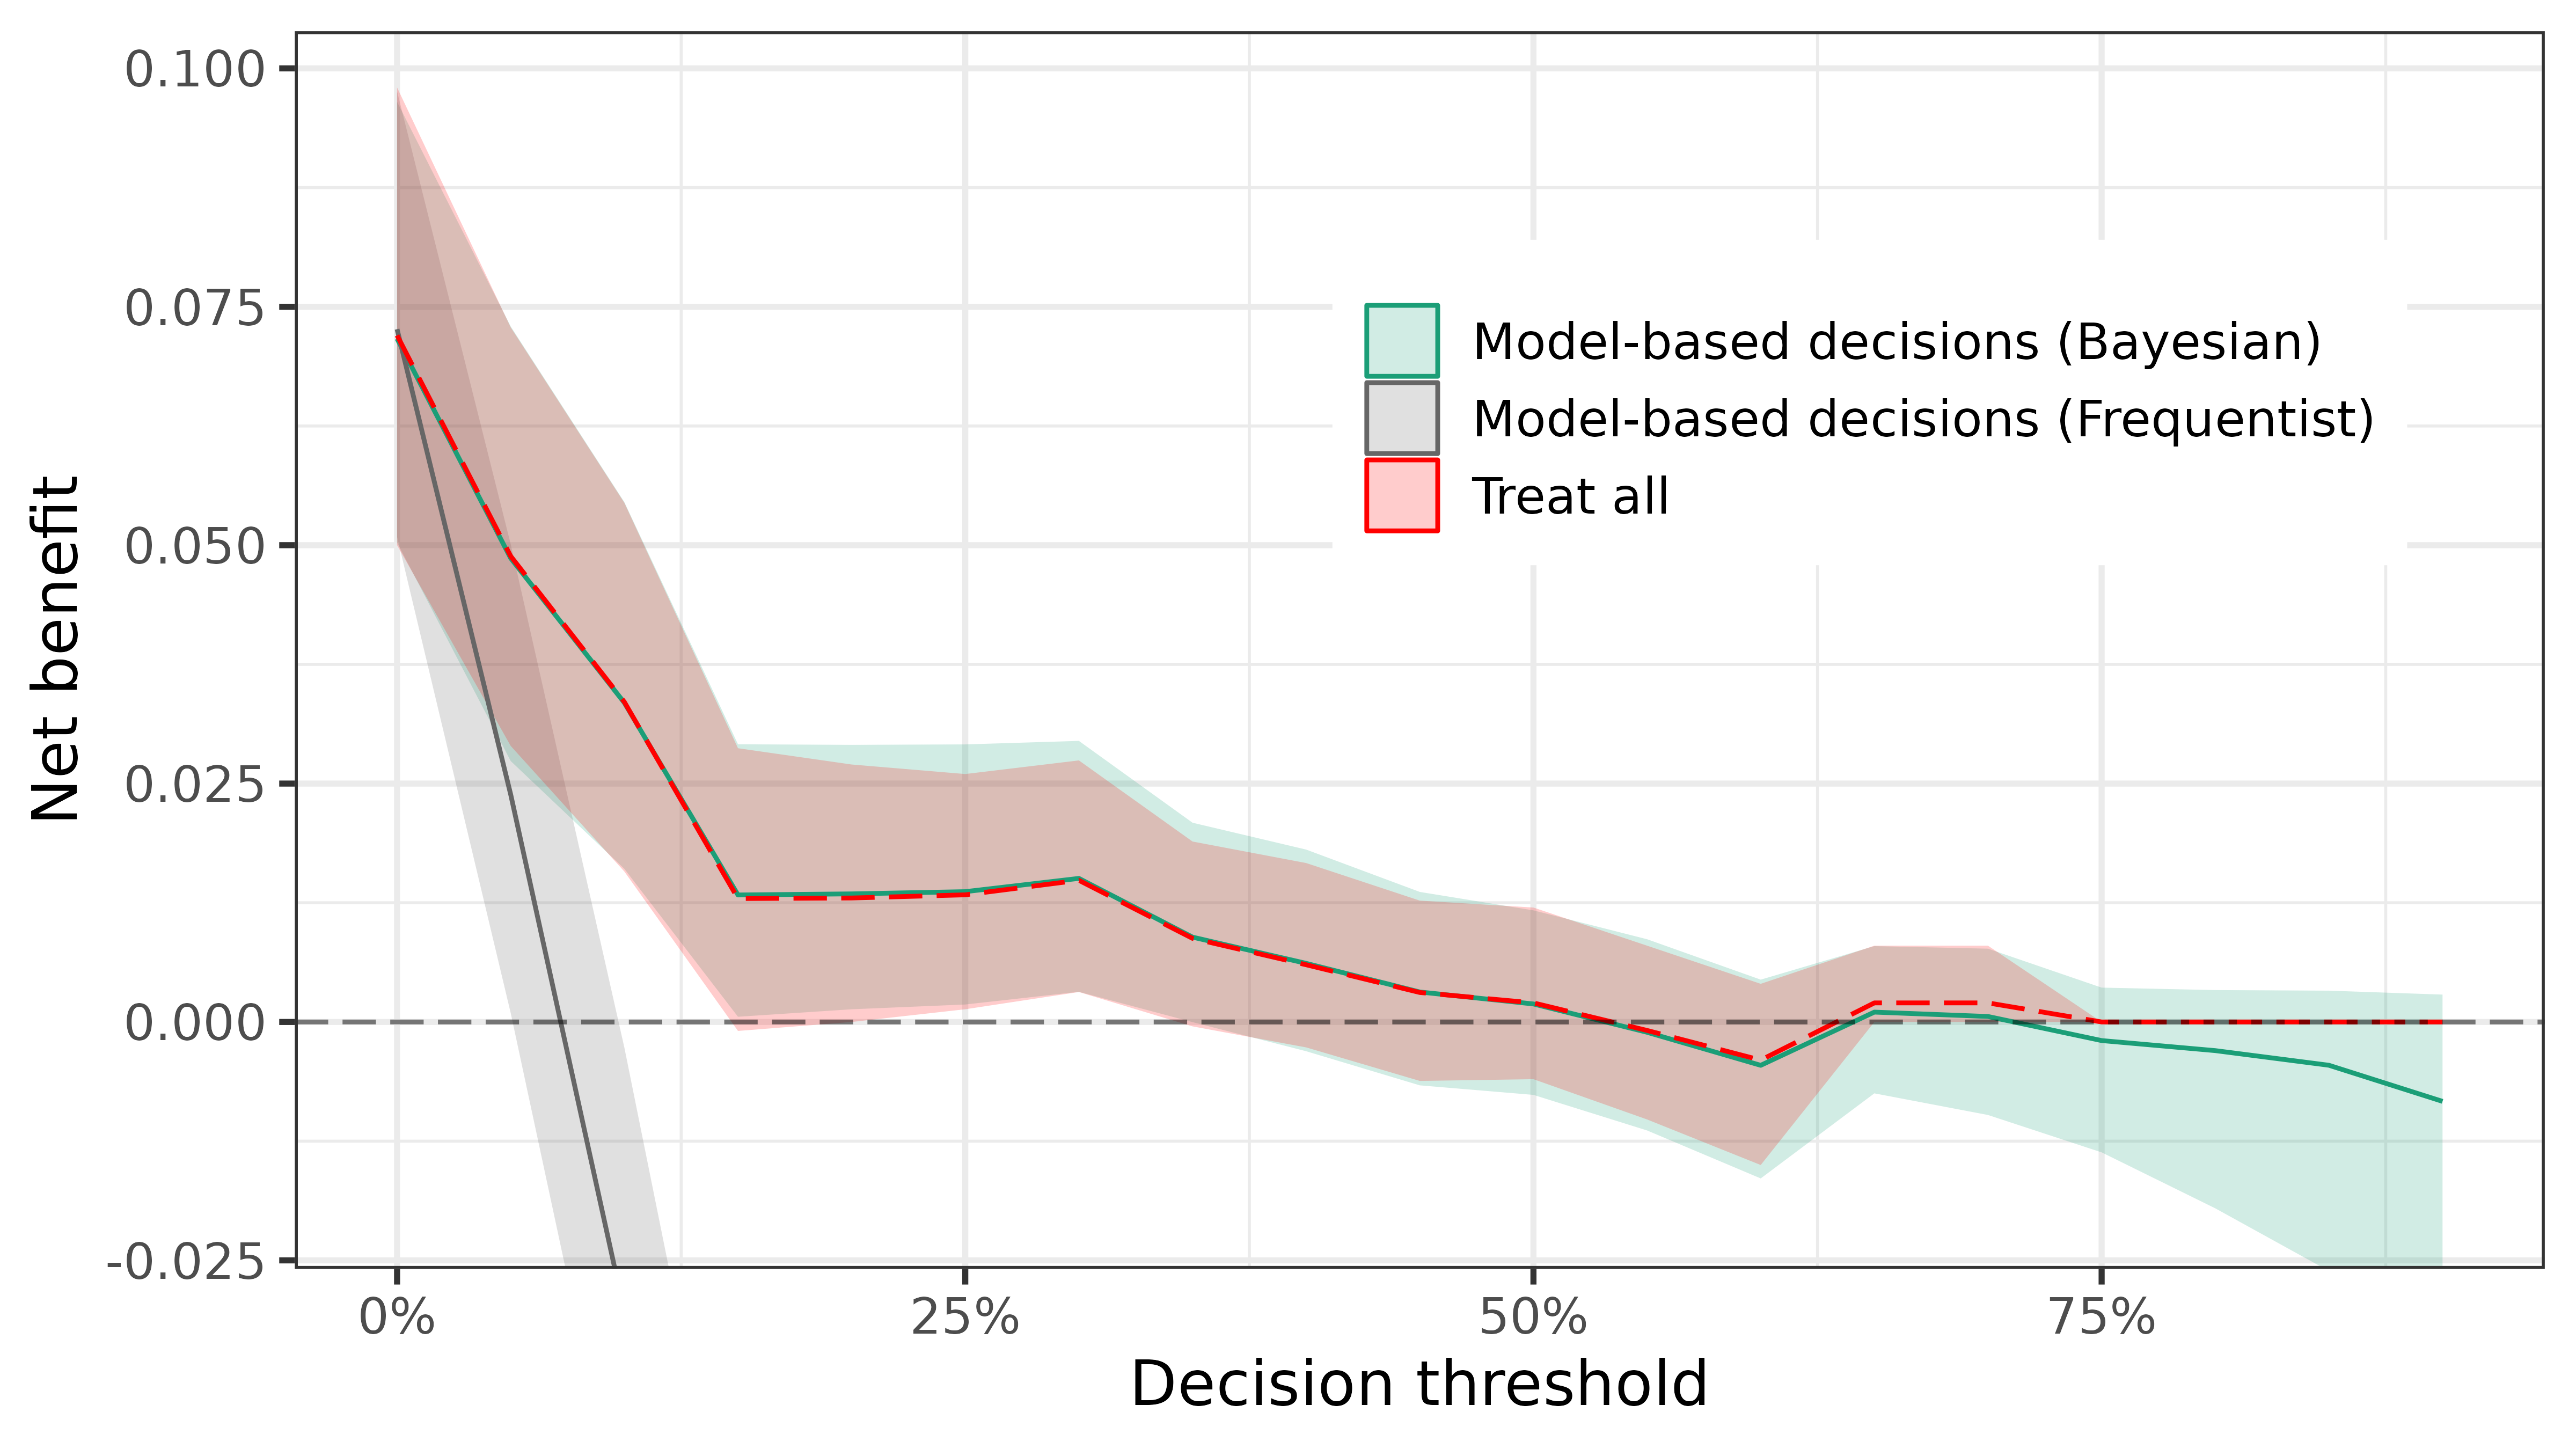 0.100
0.075
0.050
0.025
0.000
-0.025
Net benefit
Model-based decisions (Bayesian)
Model-based decisions (Frequentist)
Treat all
0%
25%
50%
75%
Decision threshold